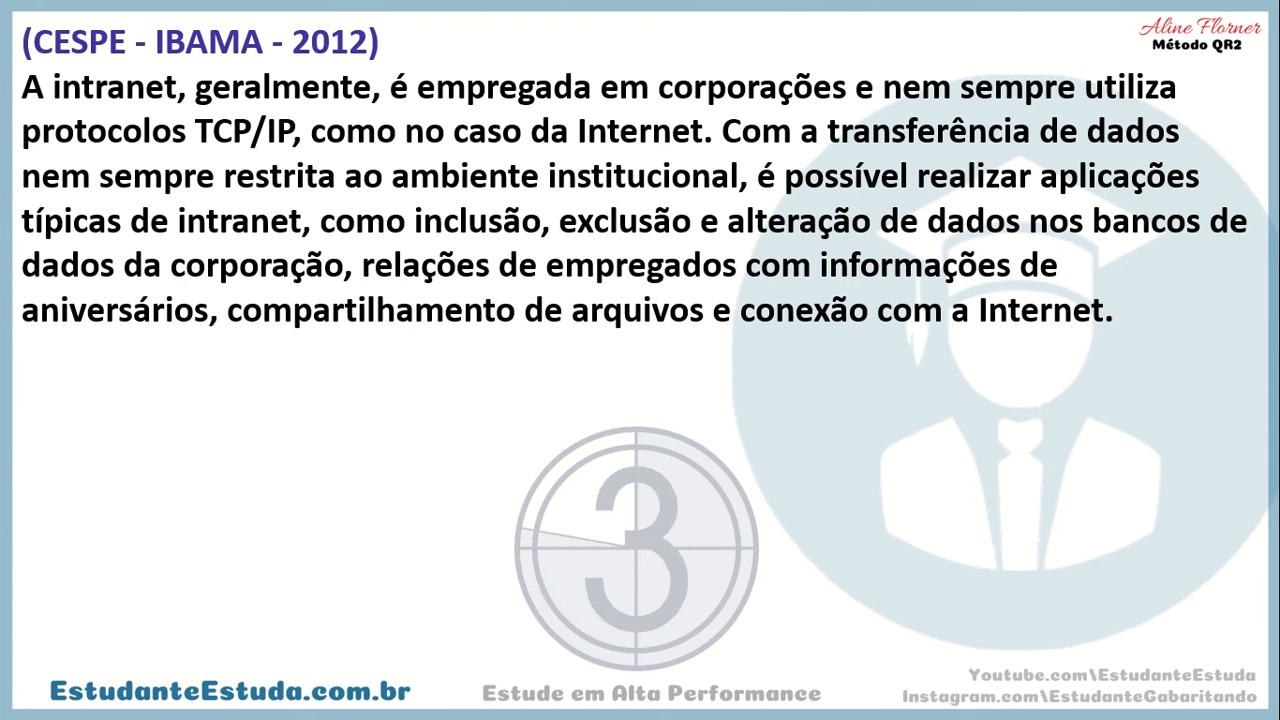 (CESPE - IBAMA - 2012)
Aline Florner
Método QR2
A intranet, geralmente, é empregada em corporações e nem sempre utiliza
protocolos TCP/IP, como no caso da Internet. Com a transferência de dados
nem sempre restrita ao ambiente institucional, é possível realizar aplicações
típicas de intranet, como inclusão, exclusão e alteração de dados nos bancos de
dados da corporação, relações de empregados com informações de
aniversários, compartilhamento de arquivos e conexão com a Internet.
3
EstudanteEstuda.com.br
Estude em Alta Performance
Youtube.com\EstudanteEstuda
Instagram.com\EstudanteGabaritando